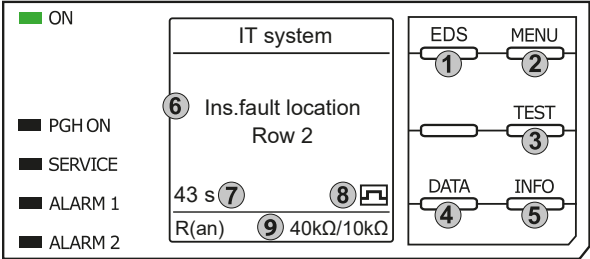 ON
PGH ON
SERVICE
ALARM 1
ALARM 2
IT system
6 Ins.fault location
Row 2
43 s 7 8
R(an) 9 40kΩ/10kΩ
EDS MENU
1 2
TEST
3
DATA INFO
4 5